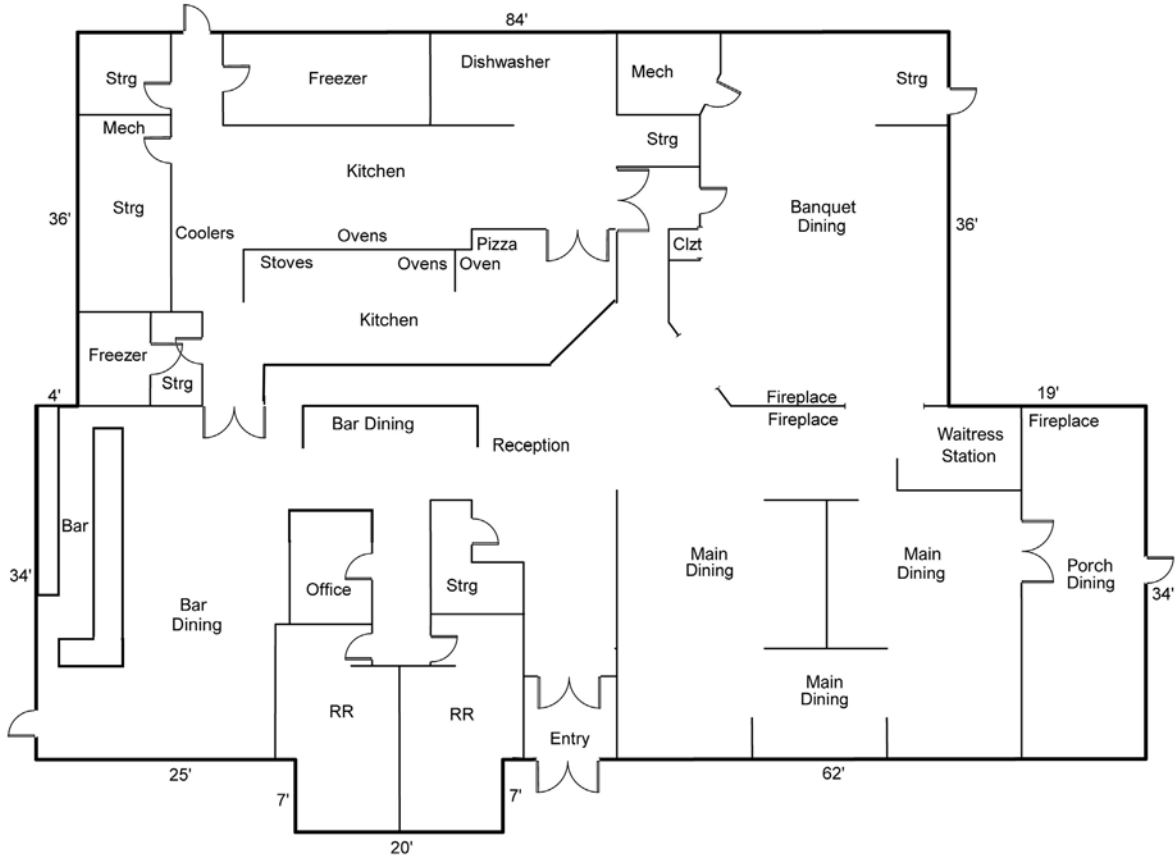 84'
Strg
Freezer
Dishwasher
Mech
Strg
Mech
Strg
Kitchen
Strg
36'
Coolers
Ovens
Pizza
Oven
Clzt
Banquet
Dining
36'
Stoves
Ovens
Kitchen
Freezer
Strg
4'
Bar Dining
Reception
Fireplace
Fireplace
19'
Waitress
Station
Fireplace
Bar
34'
Bar
Dining
Office
Strg
Main
Dining
Main
Dining
Porch
Dining
34'
RR
RR
Entry
Main
Dining
25'
7'
20'
7'
62'